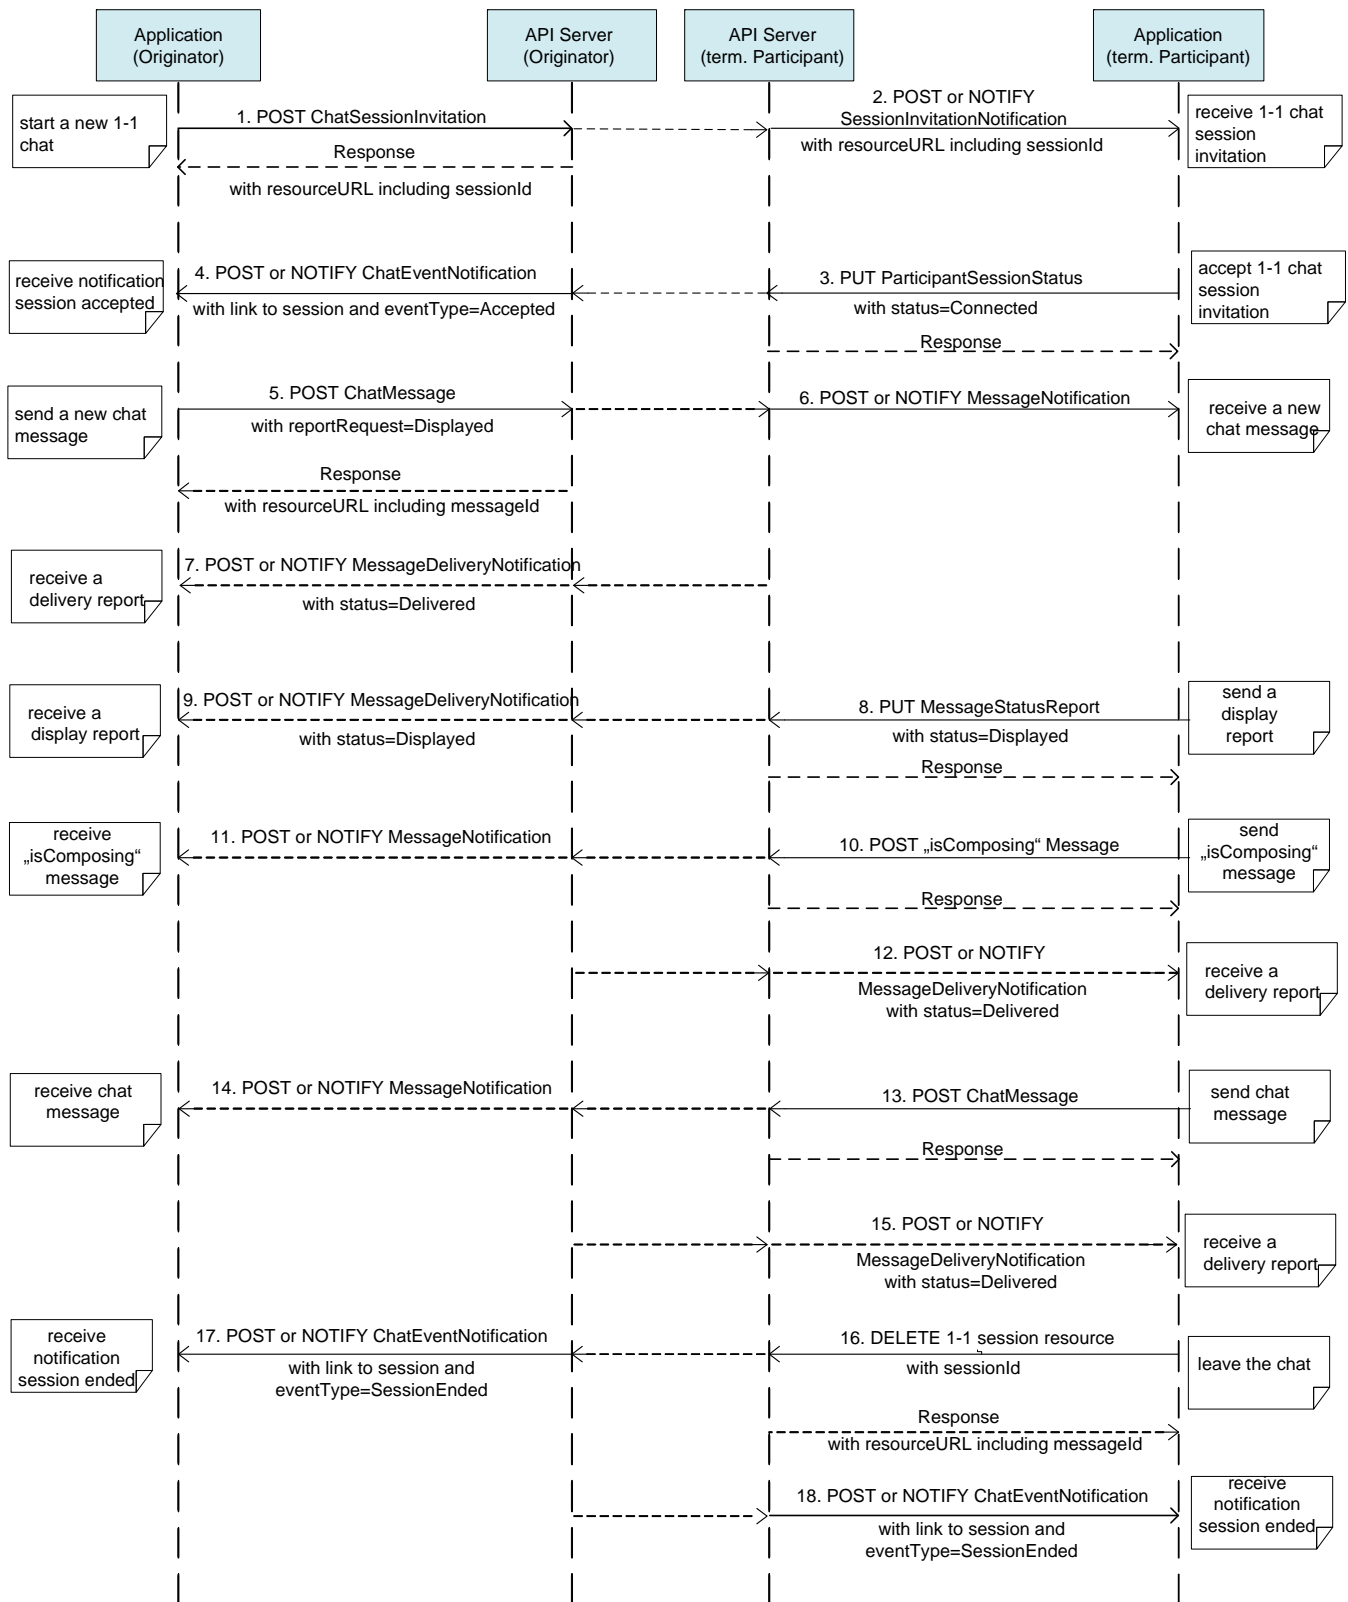 Application
(Originator)
API Server
(Originator)
API Server
(term. Participant)
Application
(term. Participant)
start a new 1-1
chat
1. POST ChatSessionInvitation
Response
with resourceURL including sessionId
2. POST or NOTIFY
SessionInvitationNotification
with resourceURL including sessionId
receive 1-1 chat
session
invitation
receive notification
session accepted
4. POST or NOTIFY ChatEventNotification
with link to session and eventType=Accepted
3. PUT ParticipantSessionStatus
with status=Connected
Response
accept 1-1 chat
session
invitation
send a new chat
message
5. POST ChatMessage
with reportRequest=Displayed
Response
with resourceURL including messageId
6. POST or NOTIFY MessageNotification
receive a new
chat message
receive a
delivery report
7. POST or NOTIFY MessageDeliveryNotification
with status=Delivered
receive a
display report
9. POST or NOTIFY MessageDeliveryNotification
with status=Displayed
8. PUT MessageStatusReport
with status=Displayed
Response
send a
display
report
receive
„isComposing“
message
11. POST or NOTIFY MessageNotification
10. POST „isComposing“ Message
Response
send
„isComposing“
message
12. POST or NOTIFY
MessageDeliveryNotification
with status=Delivered
receive a
delivery report
receive chat
message
14. POST or NOTIFY MessageNotification
13. POST ChatMessage
Response
send chat
message
15. POST or NOTIFY
MessageDeliveryNotification
with status=Delivered
receive a
delivery report
receive
notification
session ended
17. POST or NOTIFY ChatEventNotification
with link to session and
eventType=SessionEnded
16. DELETE 1-1 session resource
with sessionId
leave the chat
Response
with resourceURL including messageId
18. POST or NOTIFY ChatEventNotification
with link to session and
eventType=SessionEnded
receive
notification
session ended